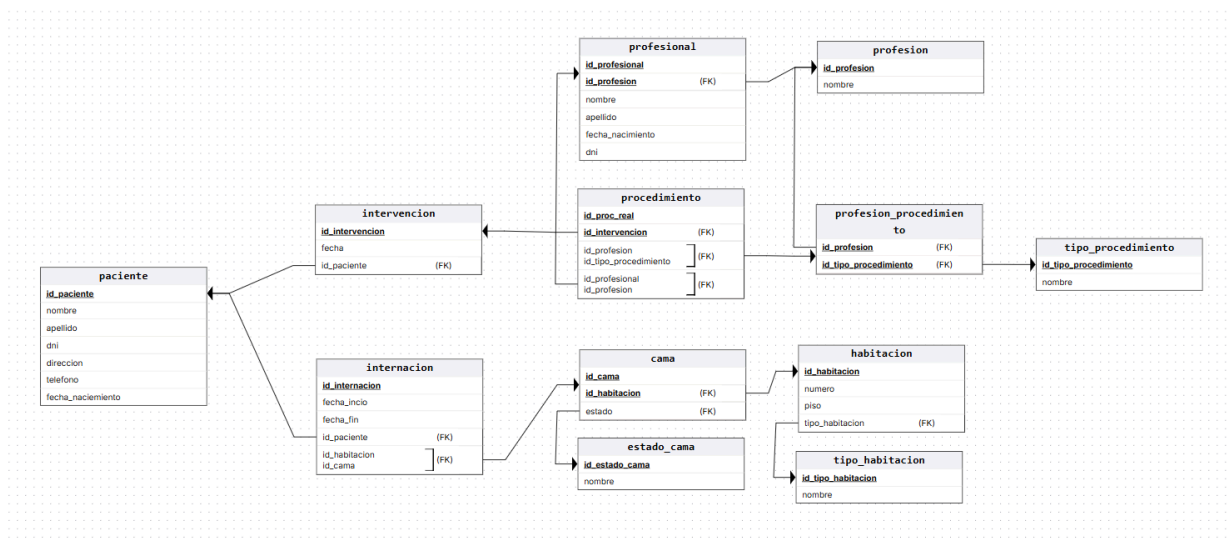 profesional
id_profesional
id_profesion (FK)
nombre
apellido
fecha_nacimiento
dni
profesion
id_profesion
nombre
procedimiento
id_proc_real
id_intervencion (FK)
id_profesion
id_tipo_procedimiento (FK)
id_profesional
id_profesion (FK)
profesion_procedimien
to
id_profesion (FK)
id_tipo_procedimiento (FK)
tipo_procedimiento
id_tipo_procedimiento
nombre
intervencion
id_intervencion
fecha
id_paciente (FK)
paciente
id_paciente
nombre
apellido
dni
direccion
telefono
fecha_naciemiento
internacion
id_internacion
fecha_incio
fecha_fin
id_paciente (FK)
id_habitacion
id_cama (FK)
cama
id_cama
id_habitacion (FK)
estado (FK)
estado_cama
id_estado_cama
nombre
habitacion
id_habitacion
numero
piso
tipo_habitacion (FK)
tipo_habitacion
id_tipo_habitacion
nombre